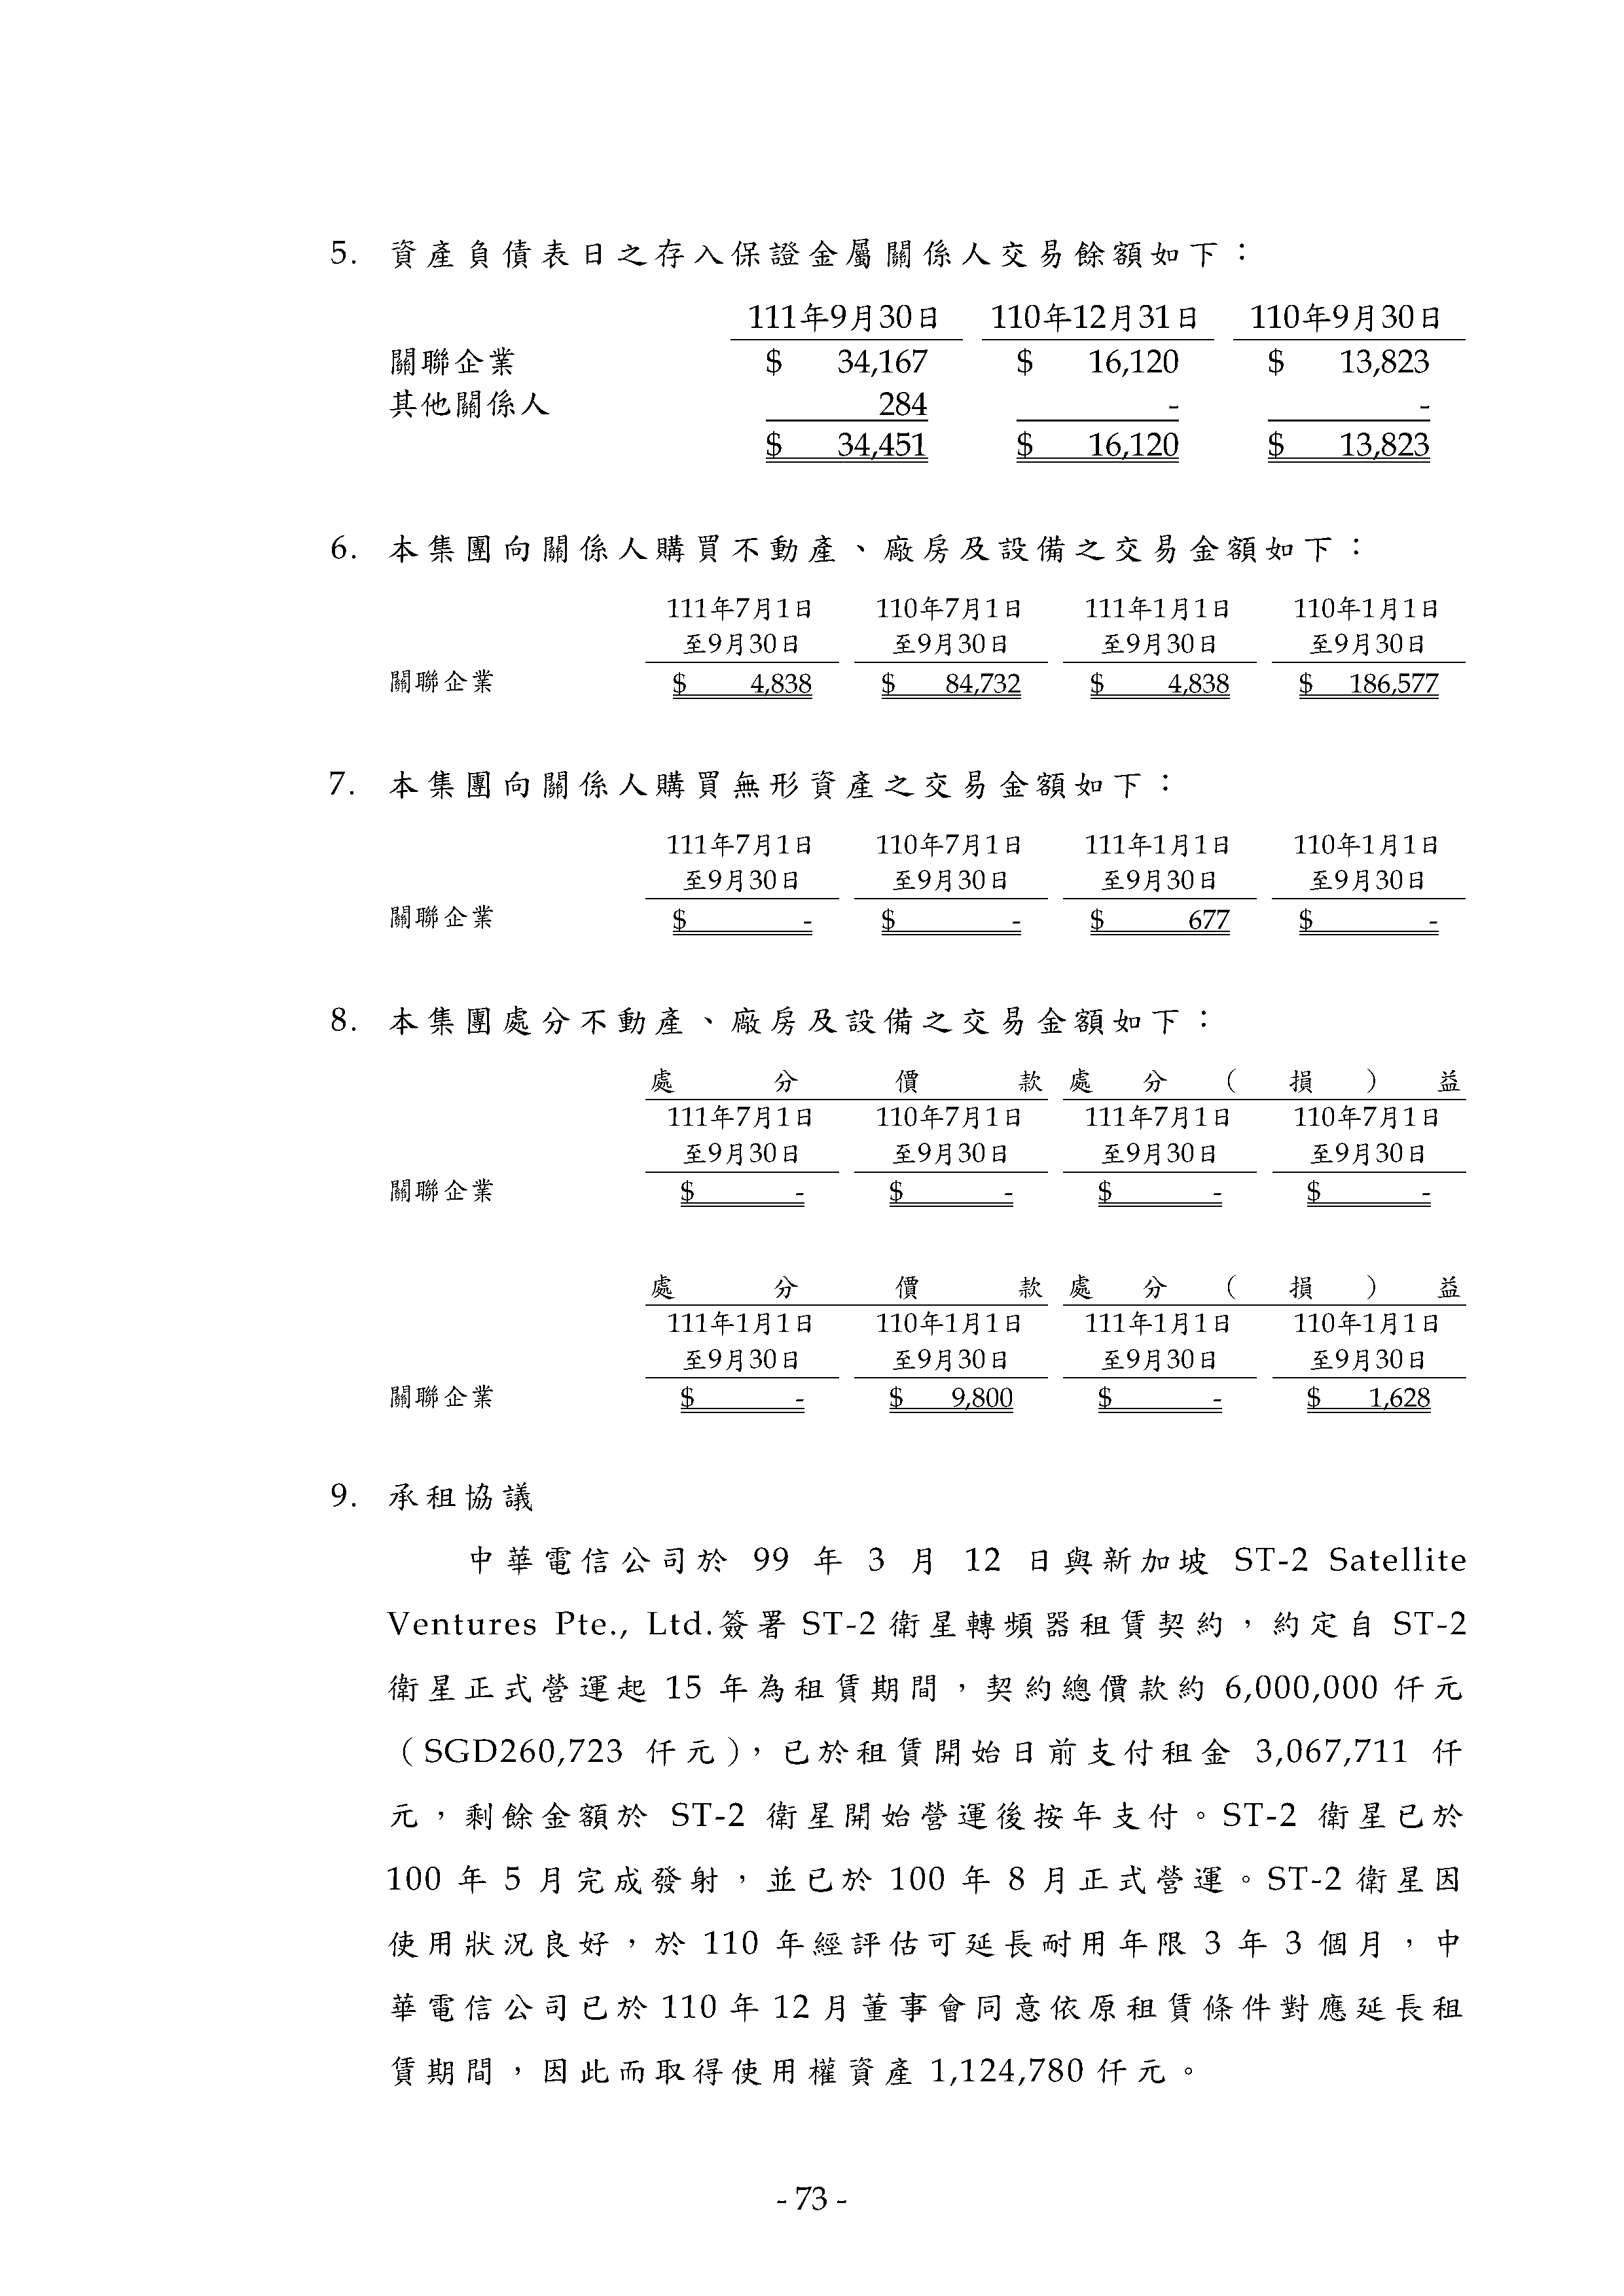 5. 資產負債表日之存入保證金屬關係人交易餘額如下：
111年9月30日 110年12月31日 110年9月30日
關聯企業 $ 34,167 $ 16,120 $ 13,823
其他關係人 284 - -
$ 34,451 $ 16,120 $ 13,823
6. 本集團向關係人購買不動產、廠房及設備之交易金額如下：
111年7月1日 110年7月1日 111年1月1日 110年1月1日
至9月30日 至9月30日 至9月30日 至9月30日
關聯企業 $ 4,838 $ 84,732 $ 4,838 $ 186,577
7. 本集團向關係人購買無形資產之交易金額如下：
111年7月1日 110年7月1日 111年1月1日 110年1月1日
至9月30日 至9月30日 至9月30日 至9月30日
關聯企業 $ - $ - $ 677 $ -
8. 本集團處分不動產、廠房及設備之交易金額如下：
處分價款 處分（損）益
111年7月1日 110年7月1日 111年7月1日 110年7月1日
至9月30日 至9月30日 至9月30日 至9月30日
關聯企業 $ - $ - $ - $ -
處分價款 處分（損）益
111年1月1日 110年1月1日 111年1月1日 110年1月1日
至9月30日 至9月30日 至9月30日 至9月30日
關聯企業 $ - $ 9,800 $ - $ 1,628
9. 承租協議
中華電信公司於 99 年 3 月 12 日與新加坡 ST-2 Satellite
Ventures Pte., Ltd.簽署 ST-2 衛星轉頻器租賃契約，約定自 ST-2
衛星正式營運起 15 年為租賃期間，契約總價款約 6,000,000 仟元
（SGD260,723 仟元），已於租賃開始日前支付租金 3,067,711 仟
元，剩餘金額於 ST-2 衛星開始營運後按年支付。ST-2 衛星已於
100 年 5 月完成發射，並已於 100 年 8 月正式營運。ST-2 衛星因
使用狀況良好，於 110 年經評估可延長耐用年限 3 年 3 個月，中
華電信公司已於 110 年 12 月董事會同意依原租賃條件對應延長租
賃期間，因此而取得使用權資產 1,124,780 仟元。
- 73 -